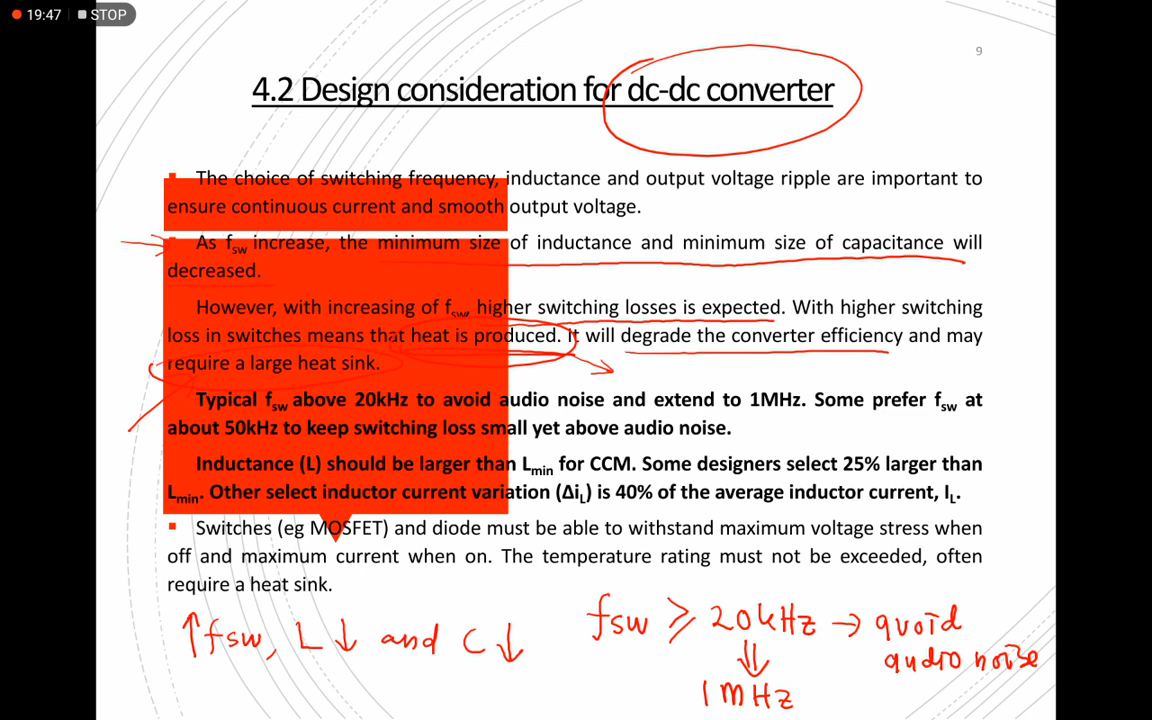 19:47 STOP
9
4.2 Design consideration for dc-dc converter
The choice of switching frequency, inductance and output voltage ripple are important to
ensure continuous current and smooth output voltage.
As fsw increase, the minimum size of inductance and minimum size of capacitance will
decreased.
However, with increasing of fsw, higher switching losses is expected. With higher switching
loss in switches means that heat is produced. It will degrade the converter efficiency and may
require a large heat sink.
Typical fsw above 20kHz to avoid audio noise and extend to 1MHz. Some prefer fsw at
about 50kHz to keep switching loss small yet above audio noise.
Inductance (L) should be larger than Lmin for CCM. Some designers select 25% larger than
Lmin. Other select inductor current variation (ΔiL) is 40% of the average inductor current, IL.
Switches (eg MOSFET) and diode must be able to withstand maximum voltage stress when
off and maximum current when on. The temperature rating must not be exceeded, often
require a heat sink.
↑fsw, L↓ and C↓
fsw ≥ 20kHz → avoid
audio noise
⇓
1MHz